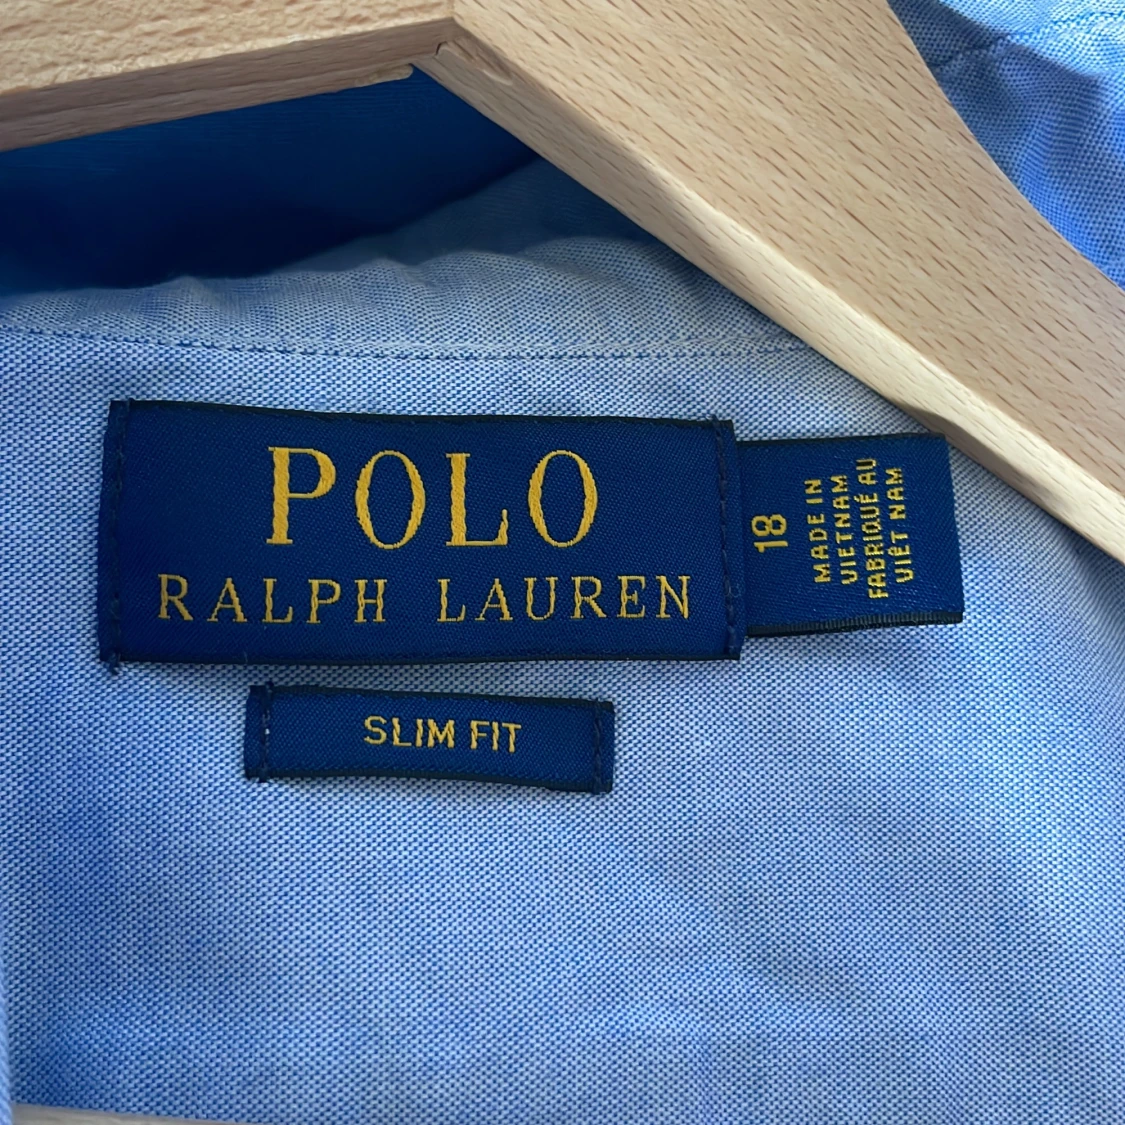 POLO
RALPH LAUREN
18
MADE IN
VIETNAM
FABRIQUÉ AU
VIÊT NAM
SLIM FIT